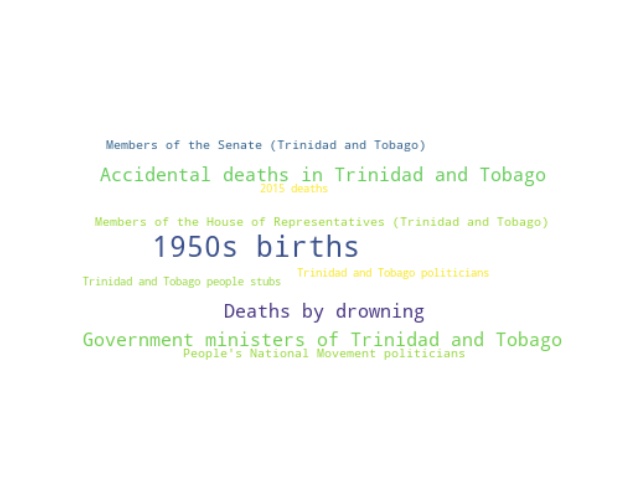 Members of the Senate (Trinidad and Tobago)
Accidental deaths in Trinidad and Tobago
2015 deaths
Members of the House of Representatives (Trinidad and Tobago)
1950s births
Trinidad and Tobago politicians
Trinidad and Tobago people stubs
Deaths by drowning
Government ministers of Trinidad and Tobago
People's National Movement politicians